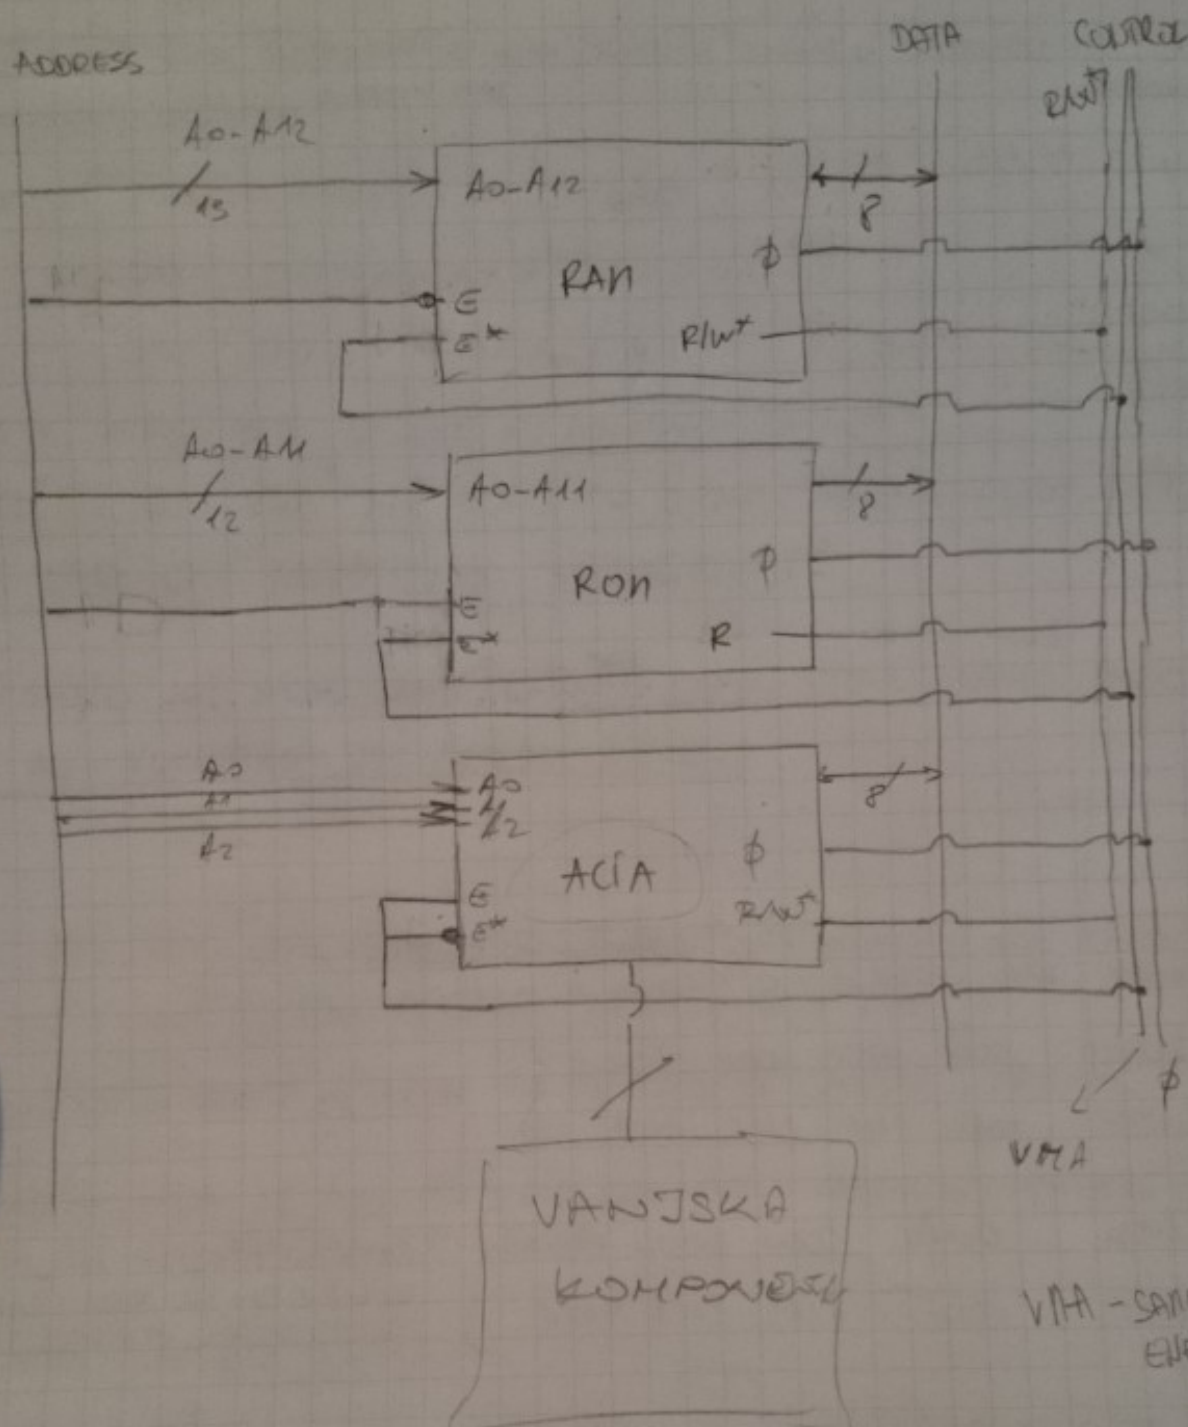 ADDRESS
DATA
CONTROL
R/W*
A0-A12
13
A0-A12
8
RAM
φ
E
E*
R/W*
A0-A11
12
A0-A11
8
ROM
φ
E
E*
R
A0
A1
A2
A0
8
ACIA
φ
E
E*
R/W*
φ
VMA
VANJSKA
VMA -